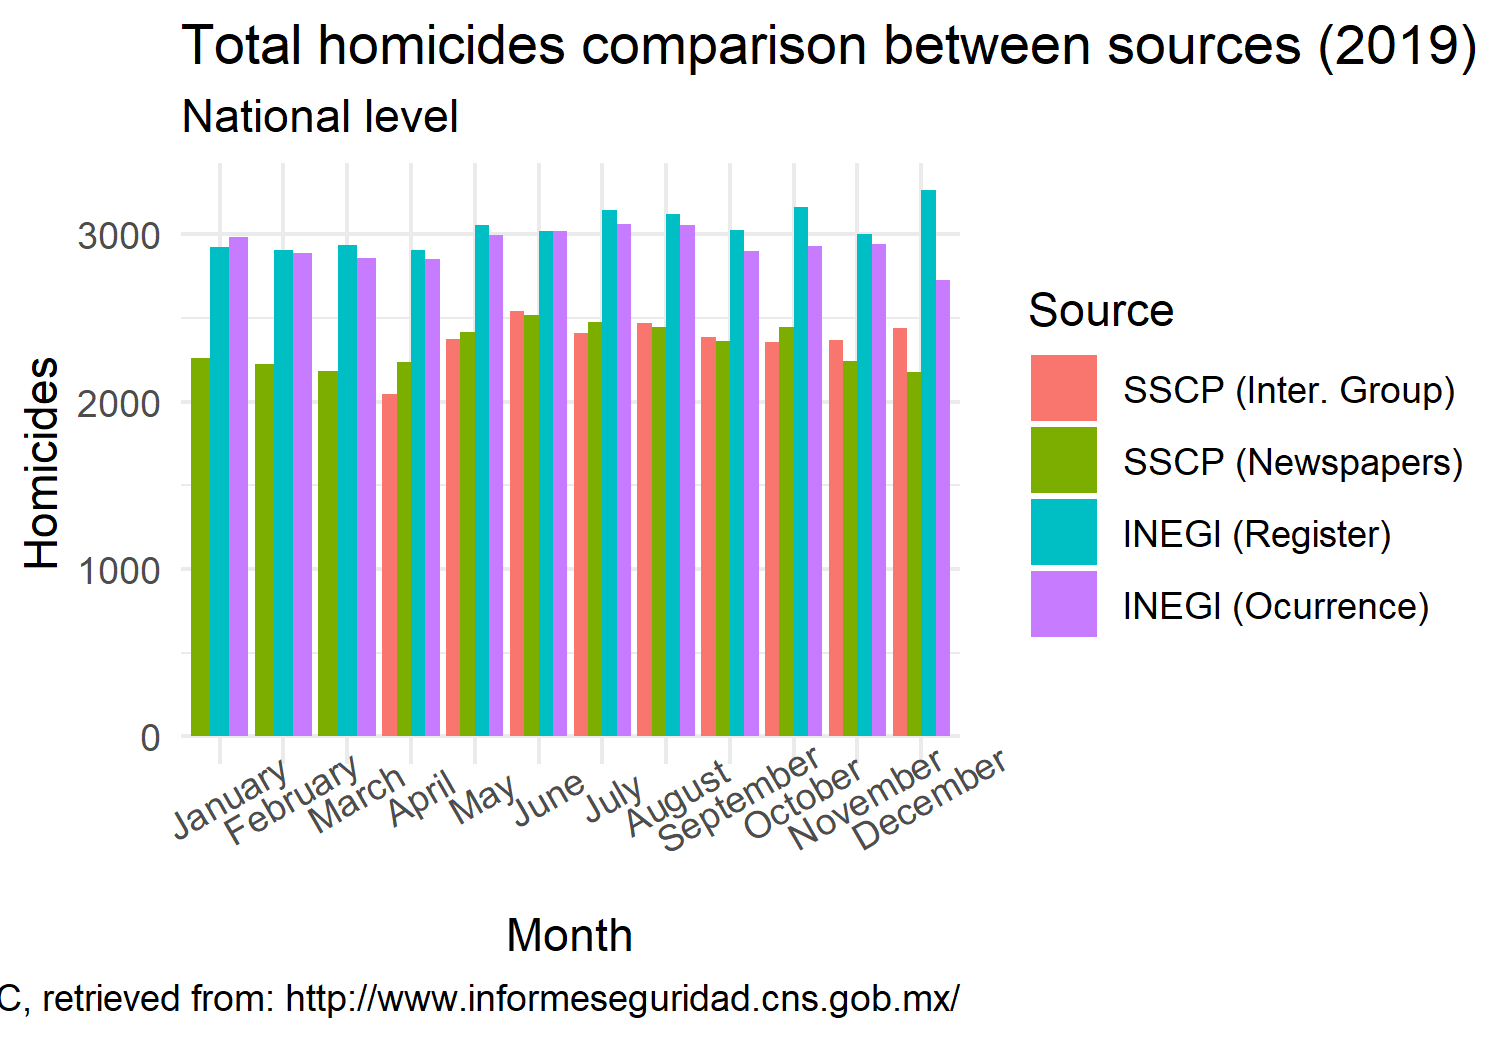 Total homicides comparison between sources (2019)
National level
Homicides
3000
2000
1000
0
January
February
March
April
May
June
July
August
September
October
November
December
Month
Source
SSCP (Inter. Group)
SSCP (Newspapers)
INEGI (Register)
INEGI (Ocurrence)
C, retrieved from: http://www.informeseguridad.cns.gob.mx/